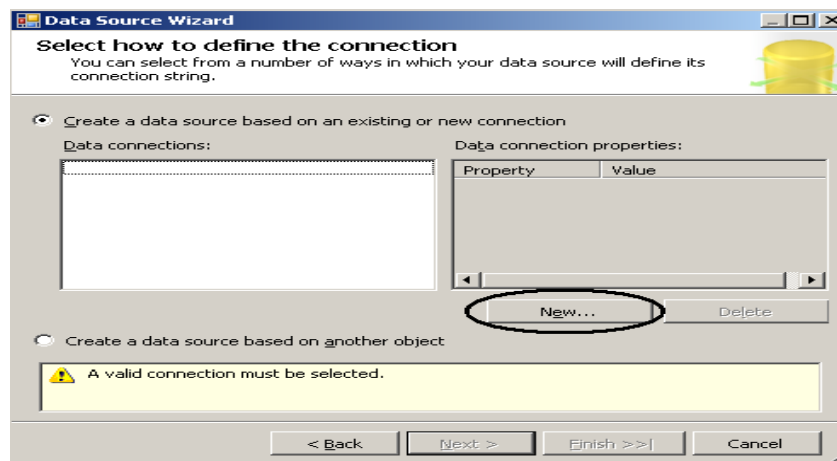 Data Source Wizard
Select how to define the connection
You can select from a number of ways in which your data source will define its
connection string.
Create a data source based on an existing or new connection
Data connections:
Data connection properties:
Property Value
New... Delete
Create a data source based on another object
A valid connection must be selected.
< Back Next > Finish >>| Cancel